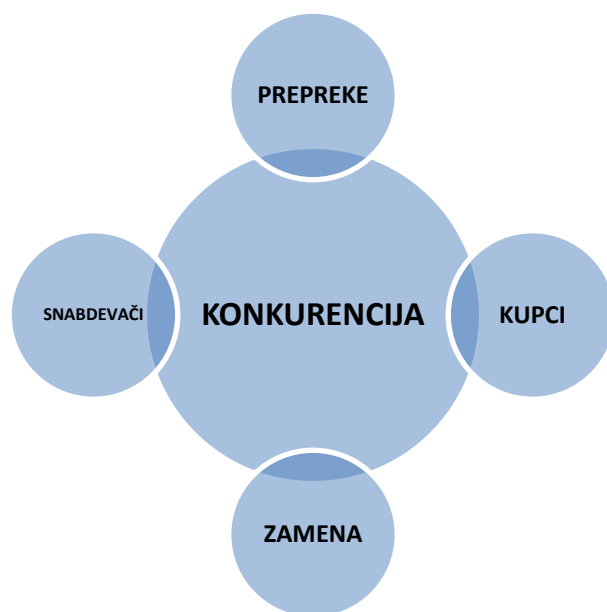 PREPREKE
SNABDEVAČI
KONKURENCIJA
KUPCI
ZAMENA